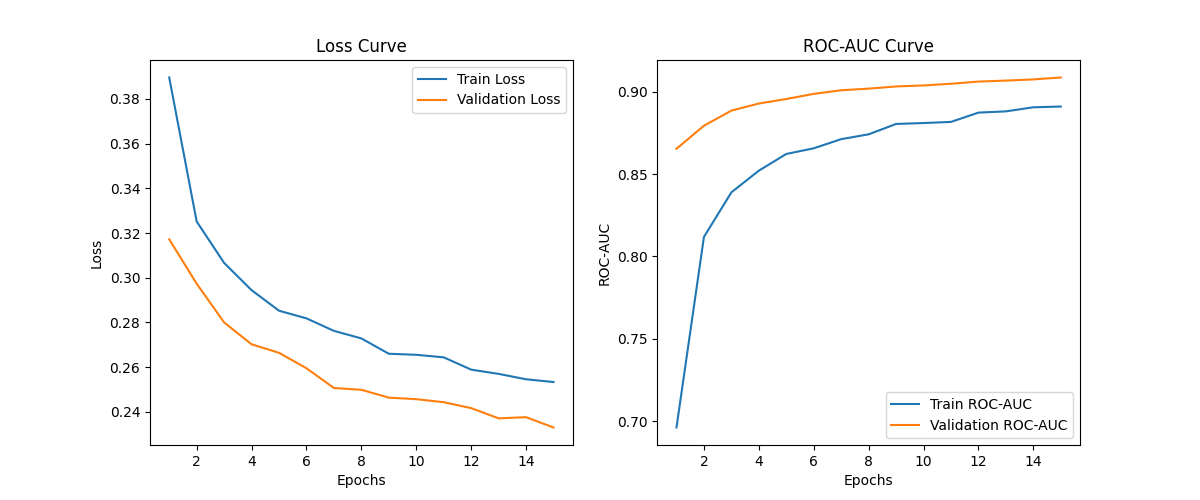 Loss Curve
Train Loss
Validation Loss
0.38
0.36
0.34
0.32
0.30
0.28
0.26
0.24
Loss
2 4 6 8 10 12 14
Epochs
ROC-AUC Curve
0.90
0.85
0.80
0.75
0.70
ROC-AUC
Train ROC-AUC
Validation ROC-AUC
2 4 6 8 10 12 14
Epochs